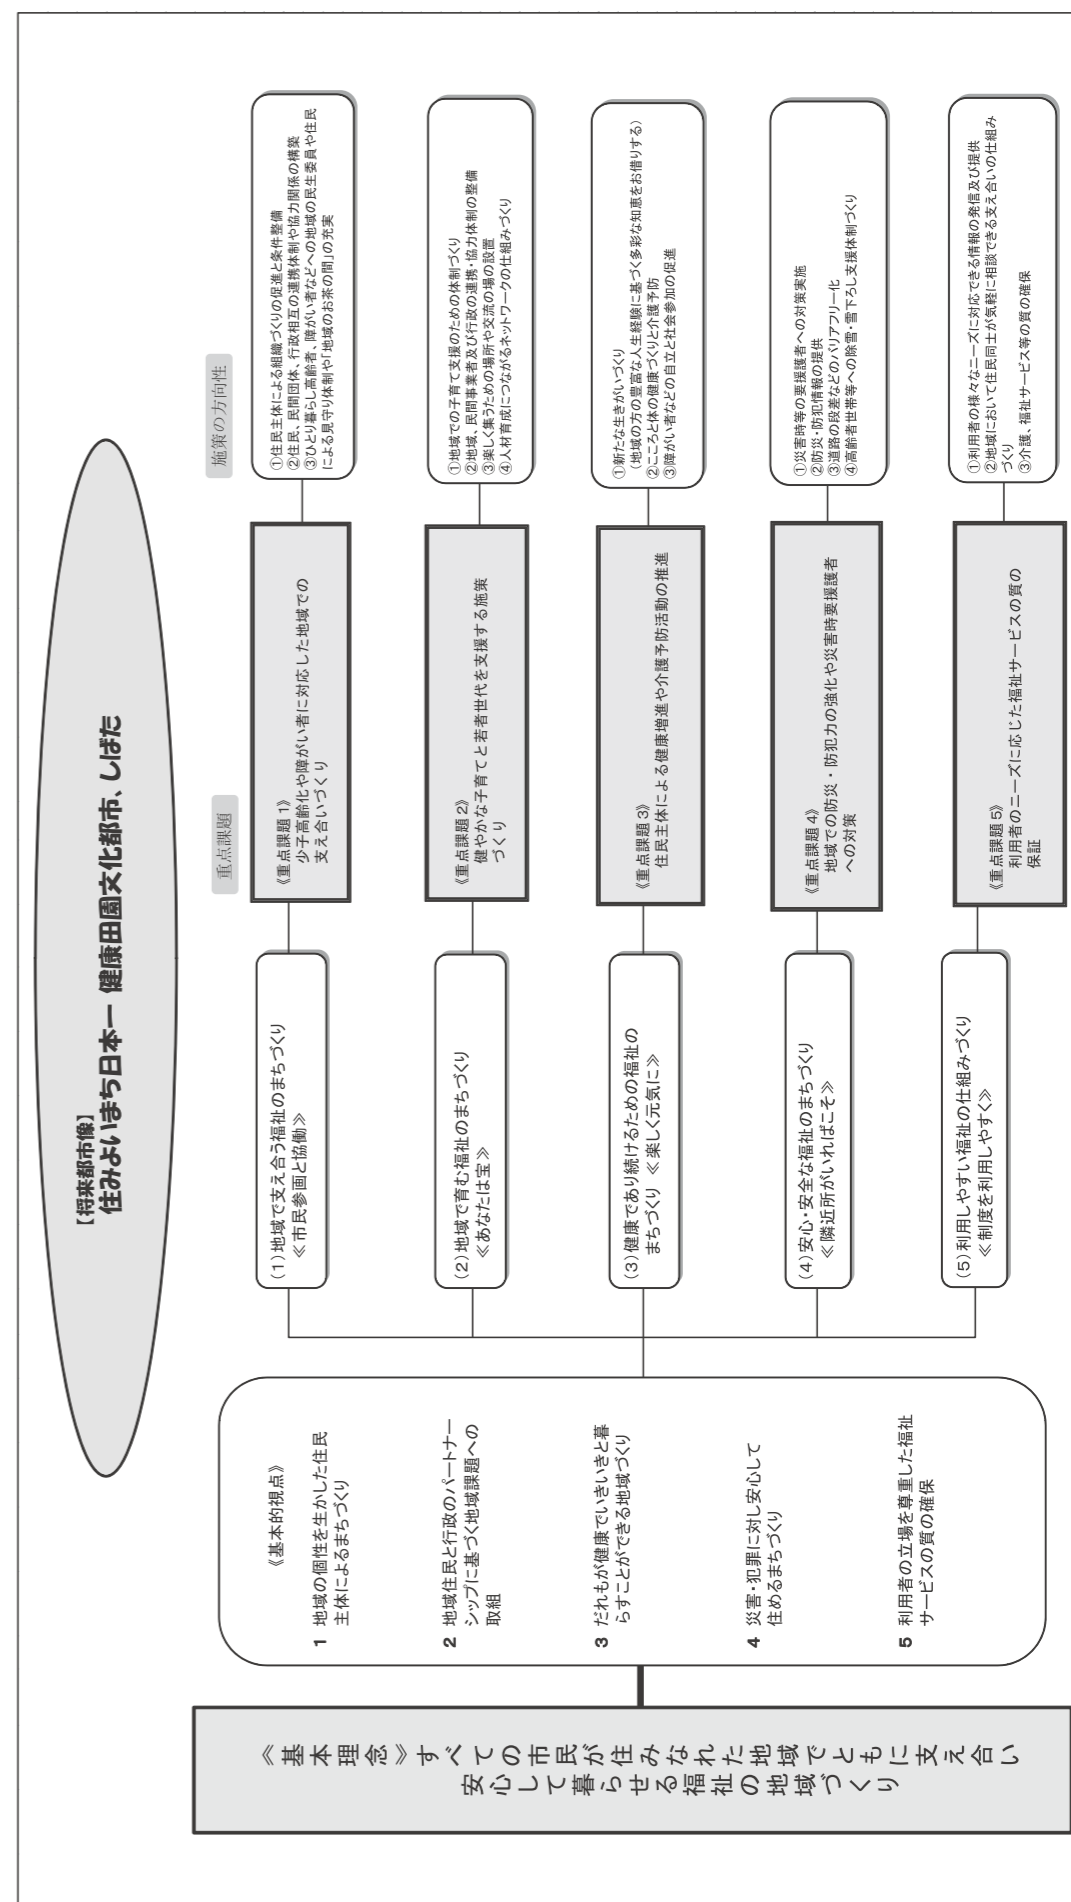 【将来都市像】
住みよいまち日本一 健康田園文化都市、しばた
《基本理念》すべての市民が住みなれた地域でともに支え合い
安心して暮らせる福祉の地域づくり
《基本的視点》
1 地域の個性を生かした住民
主体によるまちづくり
2 地域住民と行政のパートナー
シップに基づく地域課題への
取組
3 だれもが健康でいきいきと暮
らすことができる地域づくり
4 災害・犯罪に対し安心して
住めるまちづくり
5 利用者の立場を尊重した福祉
サービスの質の確保
(1)地域で支え合う福祉のまちづくり
≪市民参画と協働≫
(2)地域で育む福祉のまちづくり
≪あなたは宝≫
(3)健康であり続けるための福祉の
まちづくり ≪楽しく元気に≫
(4)安心・安全な福祉のまちづくり
≪隣近所がいればこそ≫
(5)利用しやすい福祉の仕組みづくり
≪制度を利用しやすく≫
重点課題
《重点課題 1》
少子高齢化や障がい者に対応した地域での
支え合いづくり
《重点課題 2》
健やかな子育てと若者世代を支援する施策
づくり
《重点課題 3》
住民主体による健康増進や介護予防活動の推進
《重点課題 4》
地域での防災・防犯力の強化や災害時要援護者
への対策
《重点課題 5》
利用者のニーズに応じた福祉サービスの質の
保証
施策の方向性
①住民主体による組織づくりの促進と条件整備
②住民、民間団体、行政相互の連携体制や協力関係の構築
③ひとり暮らし高齢者、障がい者などへの地域の民生委員や住民
による見守り体制や「地域のお茶の間」の充実
①地域での子育て支援のための体制づくり
②地域、民間事業者及び行政の連携・協力体制の整備
③楽しく集うための場所や交流の場の設置
④人材育成につながるネットワークの仕組みづくり
①新たな生きがいづくり
(地域の方の豊富な人生経験に基づく多彩な知恵をお借りする)
②こころと体の健康づくりと介護予防
③障がい者などの自立と社会参加の促進
①災害時等の要援護者への対策実施
②防災・防犯情報の提供
③道路の段差などのバリアフリー化
④高齢者世帯等への除雪・雪下ろし支援体制づくり
①利用者の様々なニーズに対応できる情報の発信及び提供
②地域において住民同士が気軽に相談できる支え合いの仕組み
づくり
③介護、福祉サービス等の質の確保